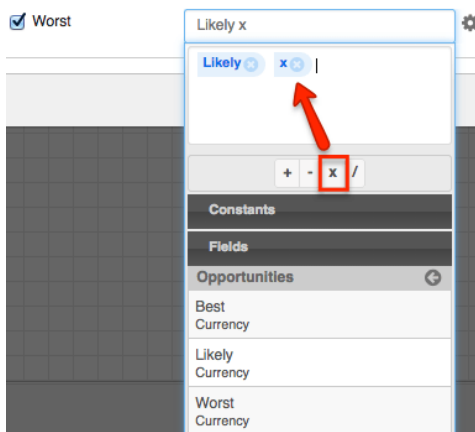 Worst
Likely x
Likely x
+ - x /
Constants
Fields
Opportunities
Best
Currency
Likely
Currency
Worst
Currency